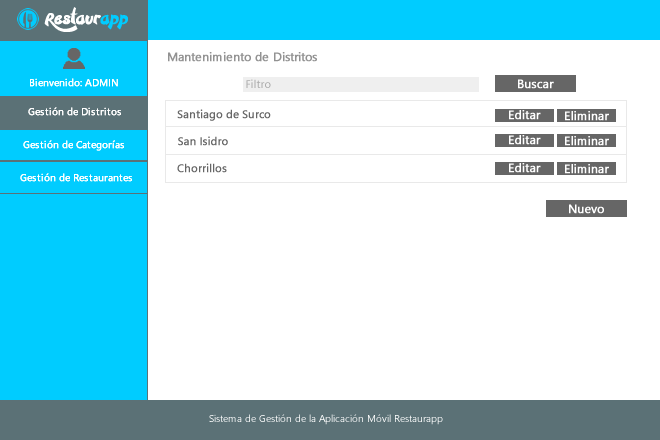 Restaurapp
Bienvenido: ADMIN
Gestión de Distritos
Gestión de Categorías
Gestión de Restaurantes
Mantenimiento de Distritos
Filtro Buscar
Santiago de Surco Editar Eliminar
San Isidro Editar Eliminar
Chorrillos Editar Eliminar
Nuevo
Sistema de Gestión de la Aplicación Móvil Restaurapp